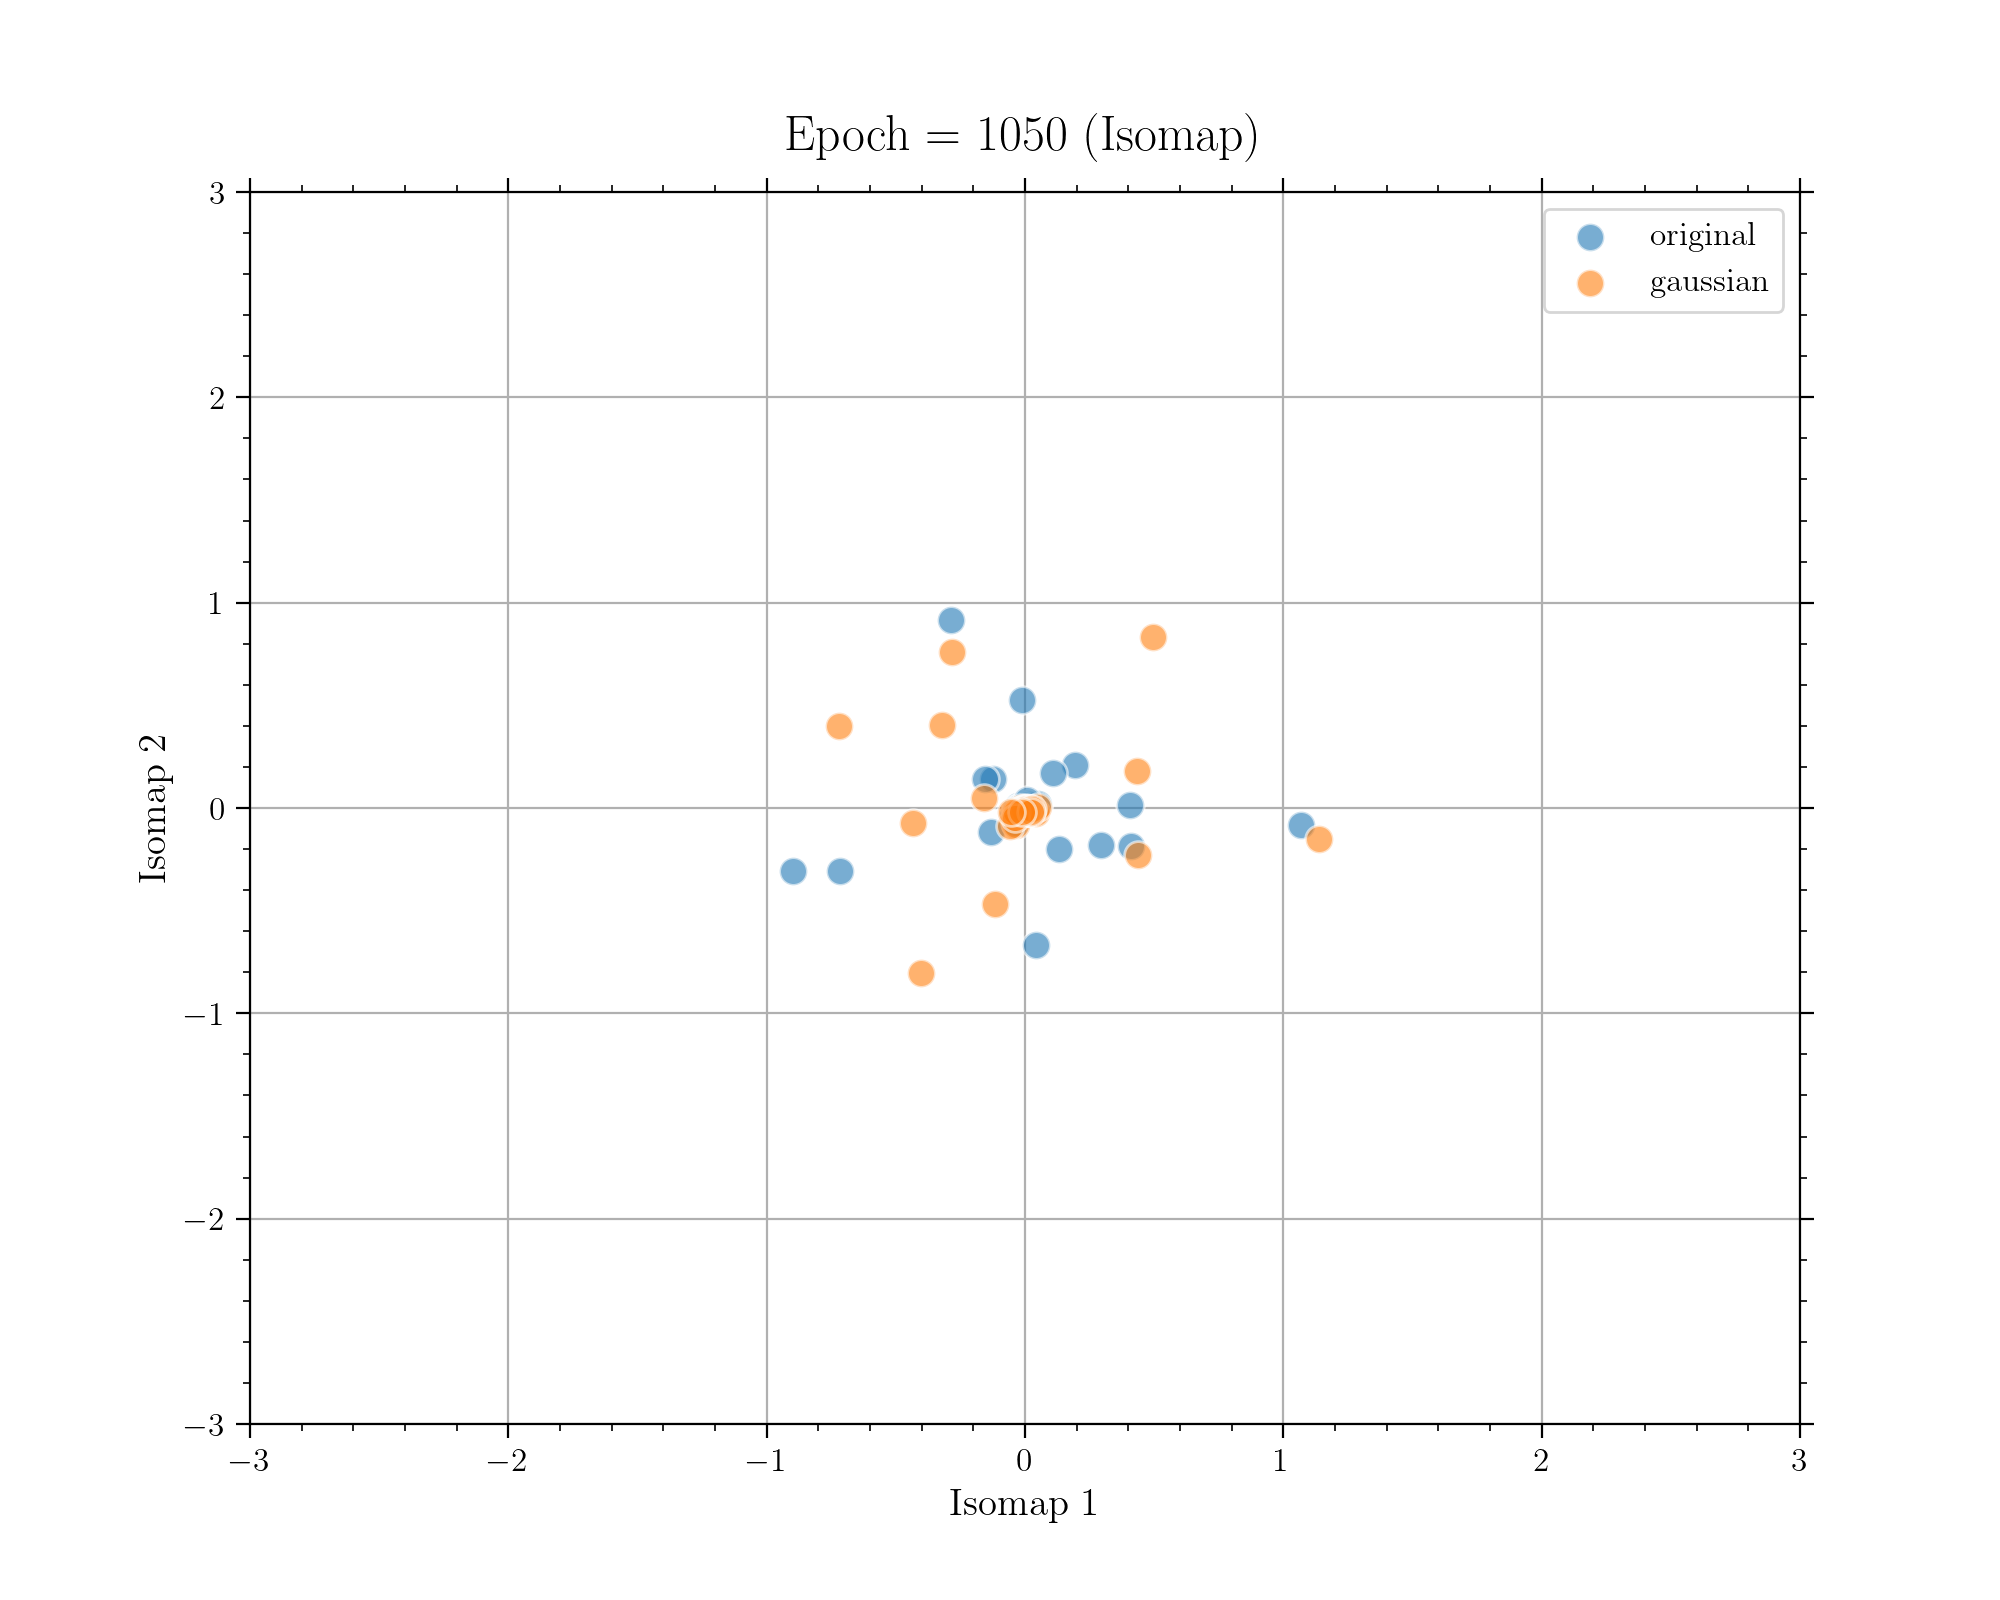 Epoch = 1050 (Isomap)
original
gaussian
3
2
1
0
−1
−2
−3
Isomap 2
−3
−2
−1
0
1
2
3
Isomap 1